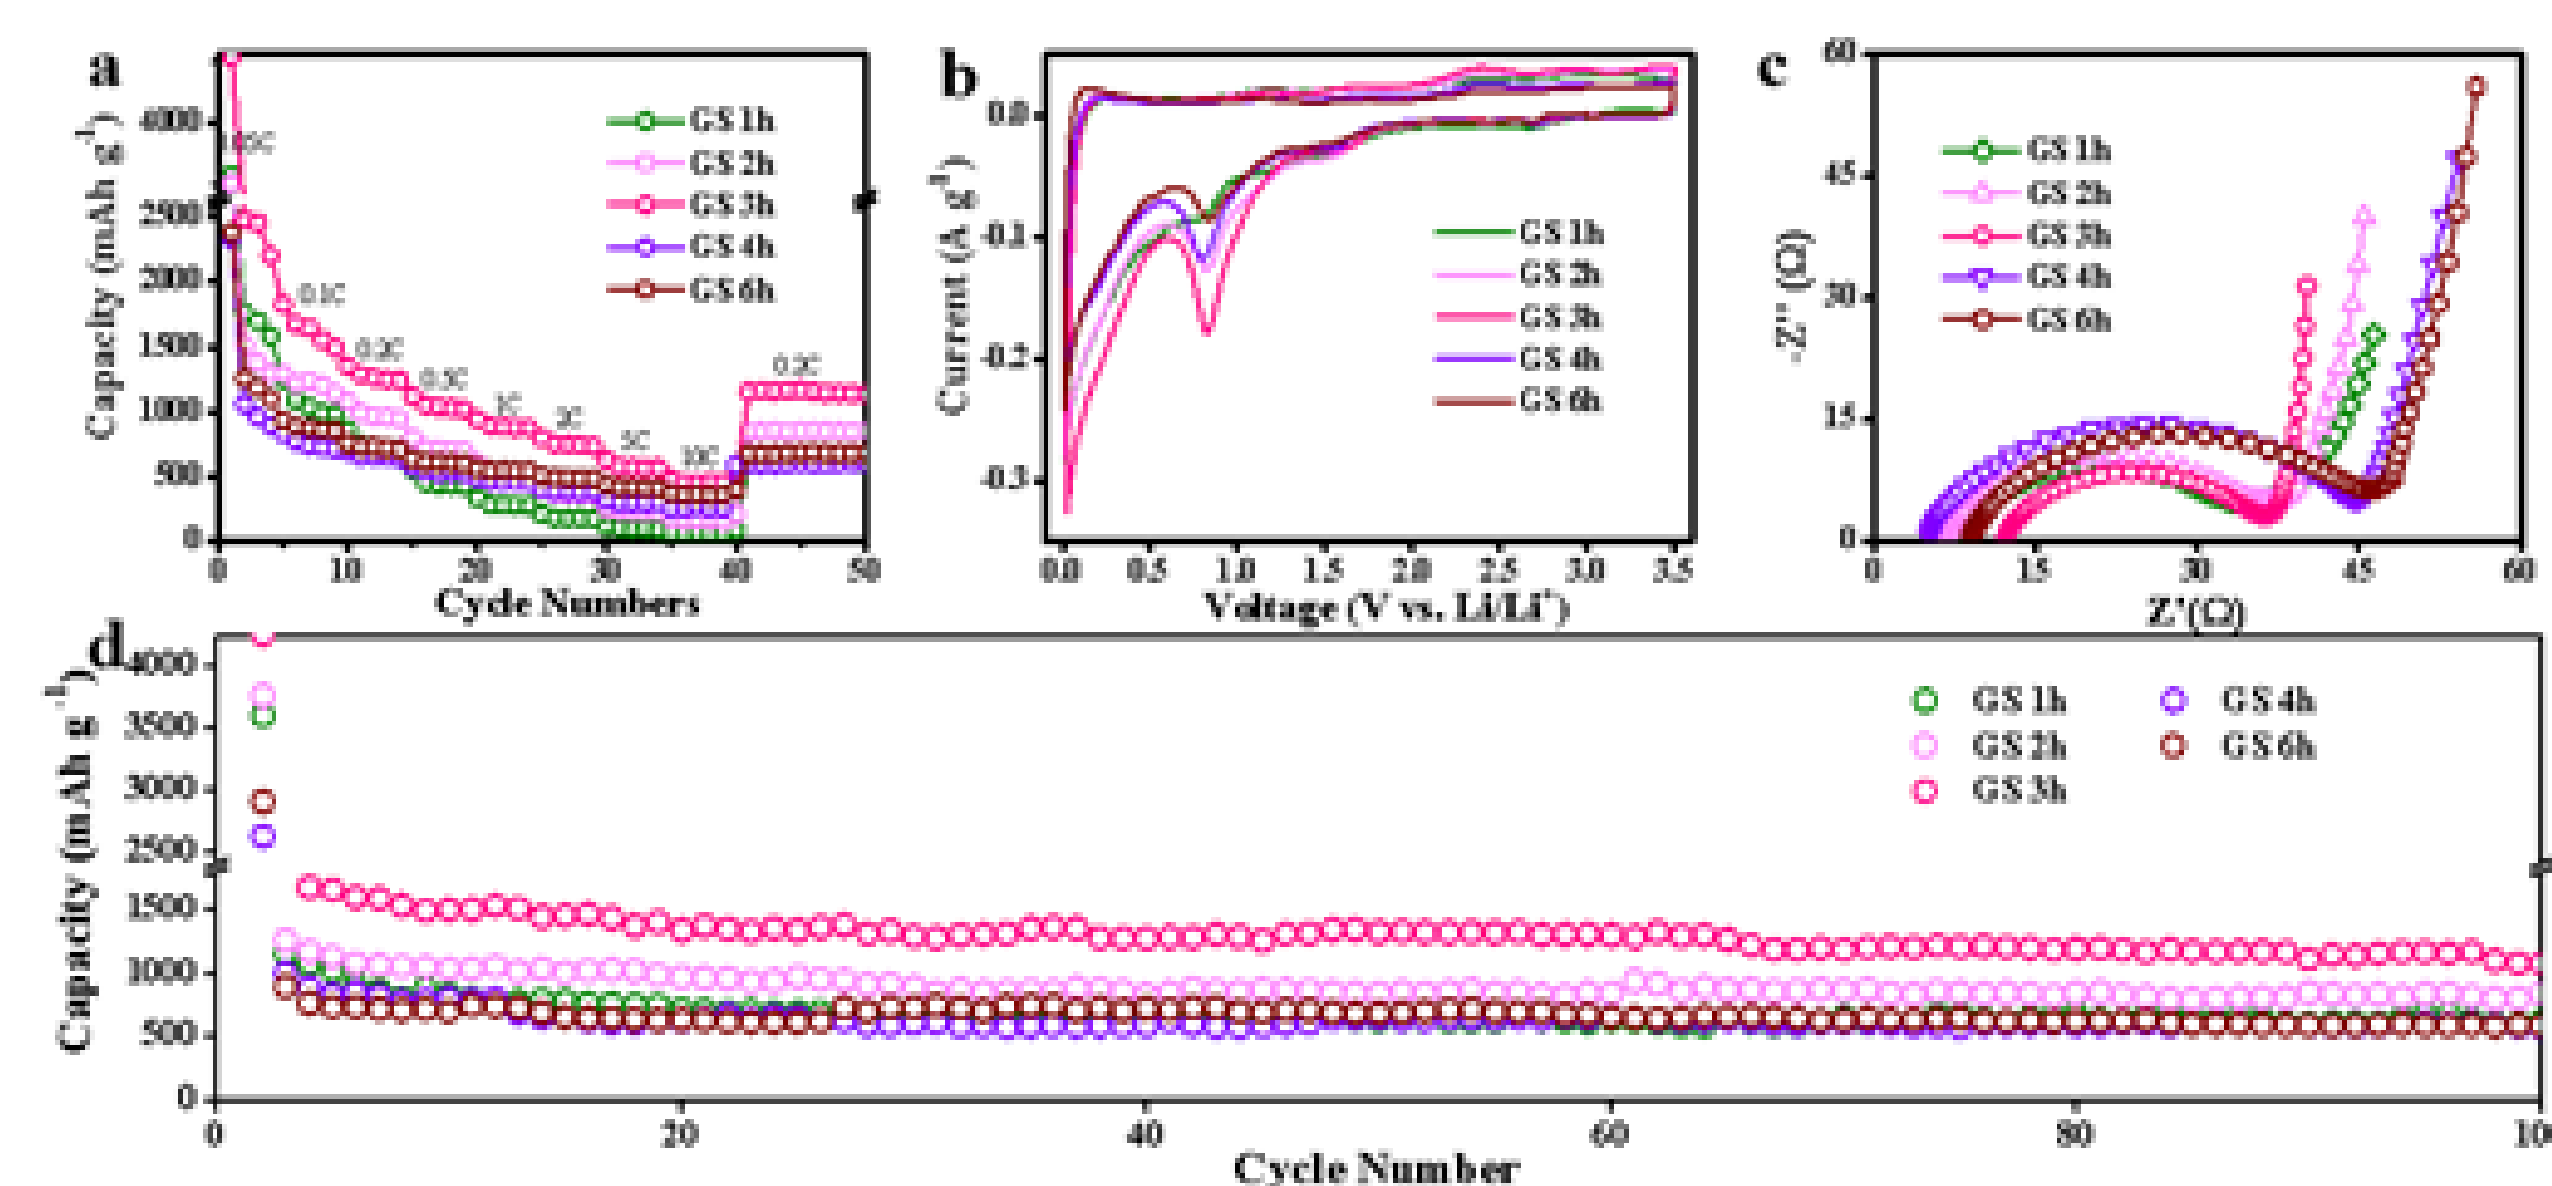 a
4000
2500
2000
1500
1000
500
0
Capacity (mAh g⁻¹)
0.1C
0.2C
0.5C
1C
2C
5C
10C
0.2C
GS 1h
GS 2h
GS 3h
GS 4h
GS 6h
0 10 20 30 40 50
Cycle Numbers
b
0.0
-0.1
-0.2
-0.3
Current (A g⁻¹)
GS 1h
GS 2h
GS 3h
GS 4h
GS 6h
0.0 0.5 1.0 1.5 2.0 2.5 3.0 3.5
Voltage (V vs. Li/Li⁺)
c
60
45
30
15
0
-Z'' (Ω)
GS 1h
GS 2h
GS 3h
GS 4h
GS 6h
0 15 30 45 60
Z'(Ω)
d
4000
3500
3000
2500
1500
1000
500
0
Capacity (mAh g⁻¹)
GS 1h GS 4h
GS 2h GS 6h
GS 3h
0 20 40 60 80 10
Cycle Number